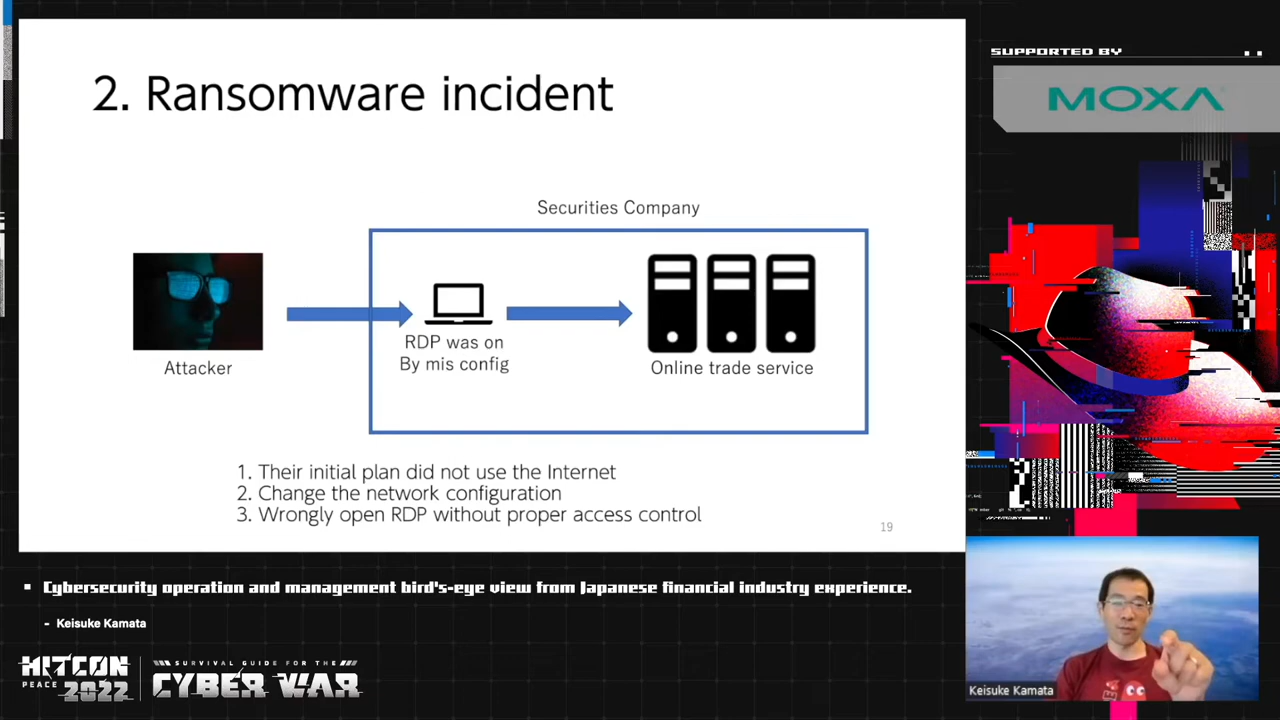 2. Ransomware incident
Securities Company
Attacker
RDP was on
By mis config
Online trade service
1. Their initial plan did not use the Internet
2. Change the network configuration
3. Wrongly open RDP without proper access control
19
SUPPORTED BY
MOXA
Cybersecurity operation and management bird's-eye view from Japanese financial industry experience.
- Keisuke Kamata
HITCON
PEACE 2022
SURVIVAL GUIDE FOR THE
CYBER WAR
Keisuke Kamata